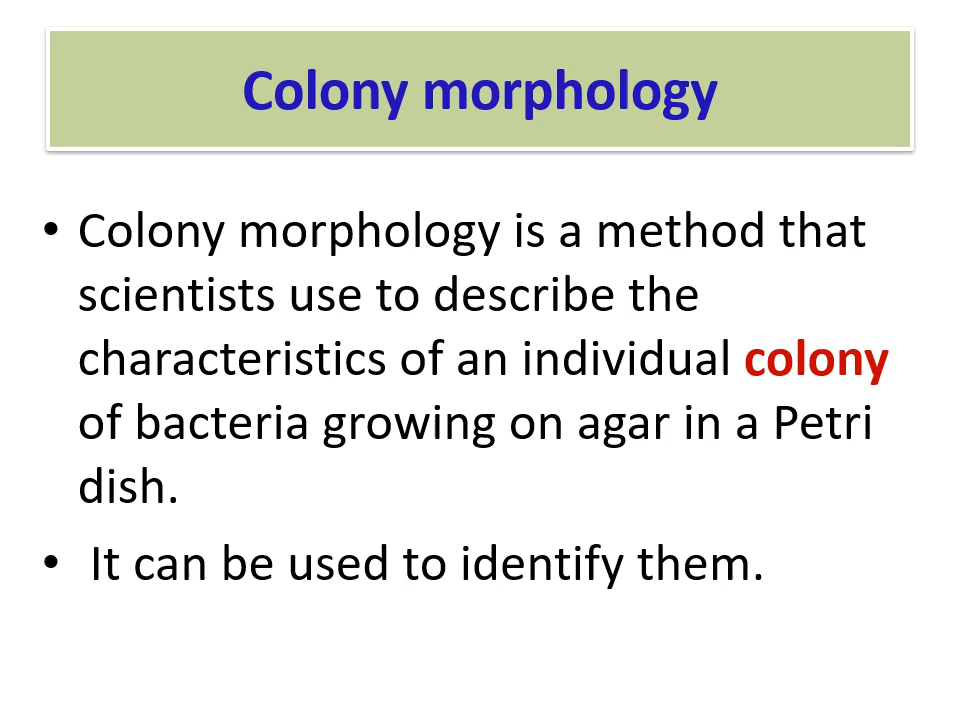 Colony morphology
• Colony morphology is a method that
scientists use to describe the
characteristics of an individual colony
of bacteria growing on agar in a Petri
dish.
• It can be used to identify them.